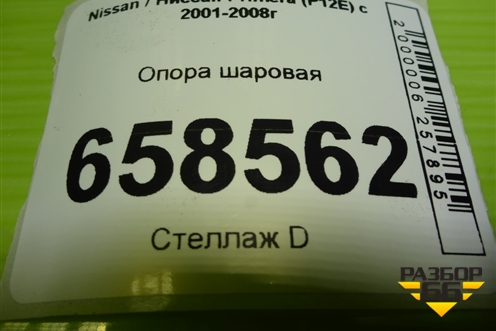 Nissan / Ниссан Primera (P12E) с
2001-2008г
Опора шаровая
658562
Стеллаж D
2000006257895
РАЗБОР
66